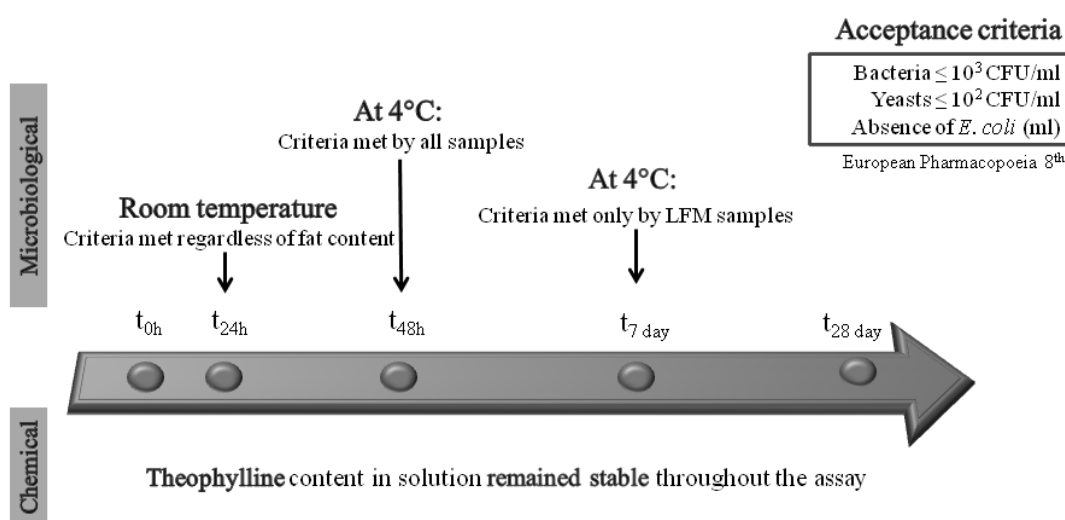 Acceptance criteria
Bacteria ≤ 10³ CFU/ml
Yeasts ≤ 10² CFU/ml
Absence of E. coli (ml)
European Pharmacopoeia 8th
Microbiological
At 4°C:
Criteria met by all samples
At 4°C:
Criteria met only by LFM samples
Room temperature
Criteria met regardless of fat content
t0h
t24h
t48h
t7 day
t28 day
Chemical
Theophylline content in solution remained stable throughout the assay